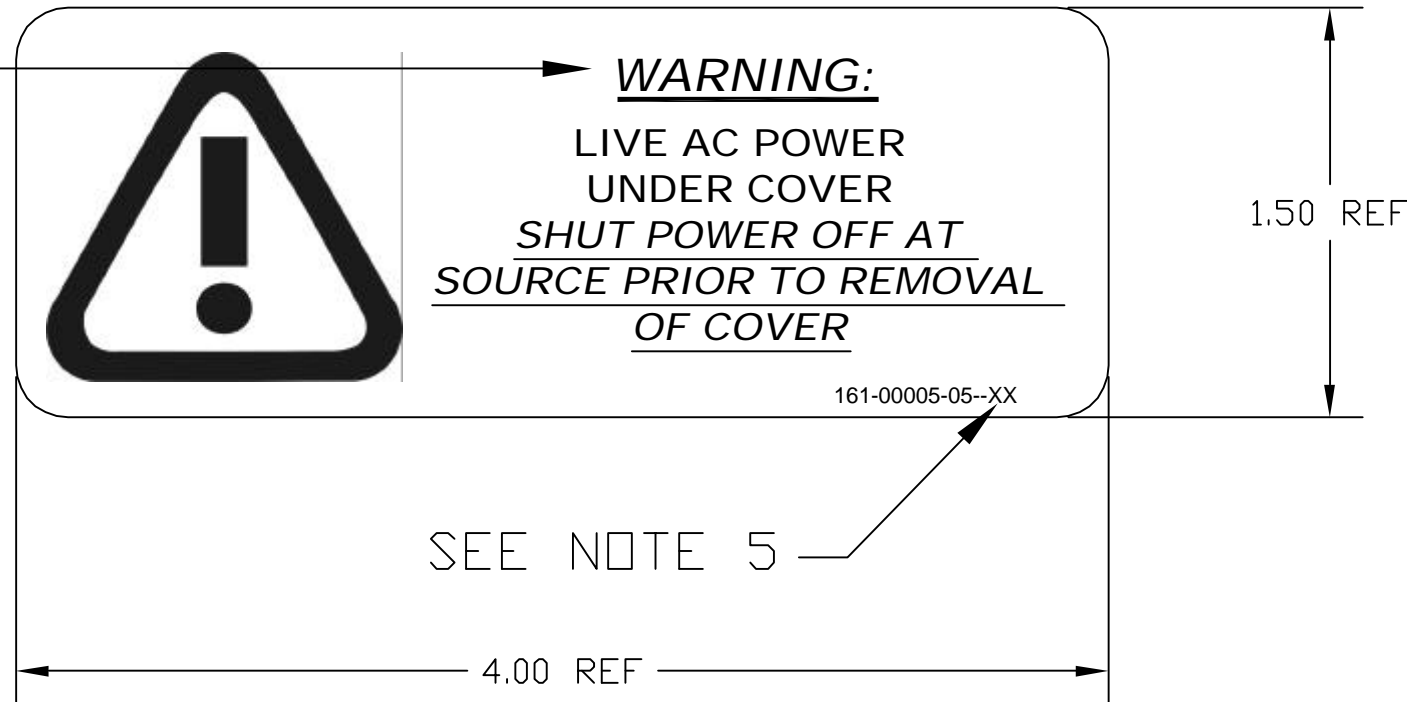 WARNING:
LIVE AC POWER
UNDER COVER
SHUT POWER OFF AT
SOURCE PRIOR TO REMOVAL
OF COVER
161-00005-05--XX
1.50 REF
SEE NOTE 5
4.00 REF